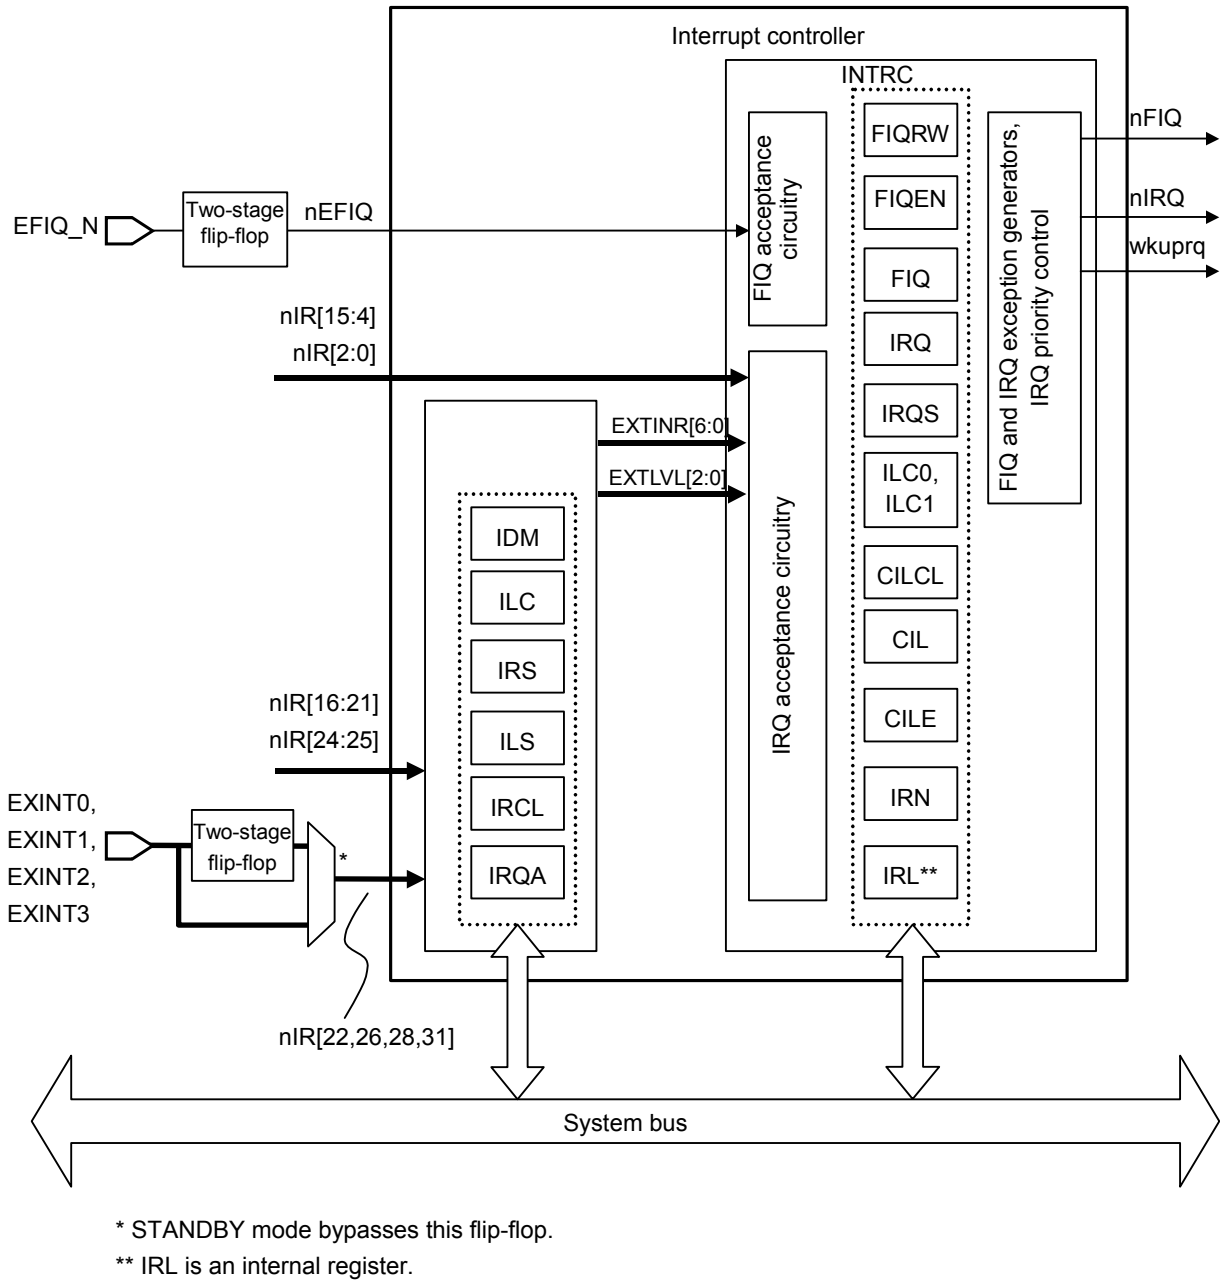 Interrupt controller
INTRC
EFIQ_N
Two-stage
flip-flop
nEFIQ
FIQ acceptance
circuitry
nIR[15:4]
nIR[2:0]
EXTINR[6:0]
EXTLVL[2:0]
IRQ acceptance circuitry
FIQRW
FIQEN
FIQ
IRQ
IRQS
ILC0,
ILC1
CILCL
CIL
CILE
IRN
IRL**
FIQ and IRQ exception generators,
IRQ priority control
nFIQ
nIRQ
wkuprq
IDM
ILC
IRS
ILS
IRCL
IRQA
nIR[16:21]
nIR[24:25]
EXINT0,
EXINT1,
EXINT2,
EXINT3
Two-stage
flip-flop
*
nIR[22,26,28,31]
System bus
* STANDBY mode bypasses this flip-flop.
** IRL is an internal register.